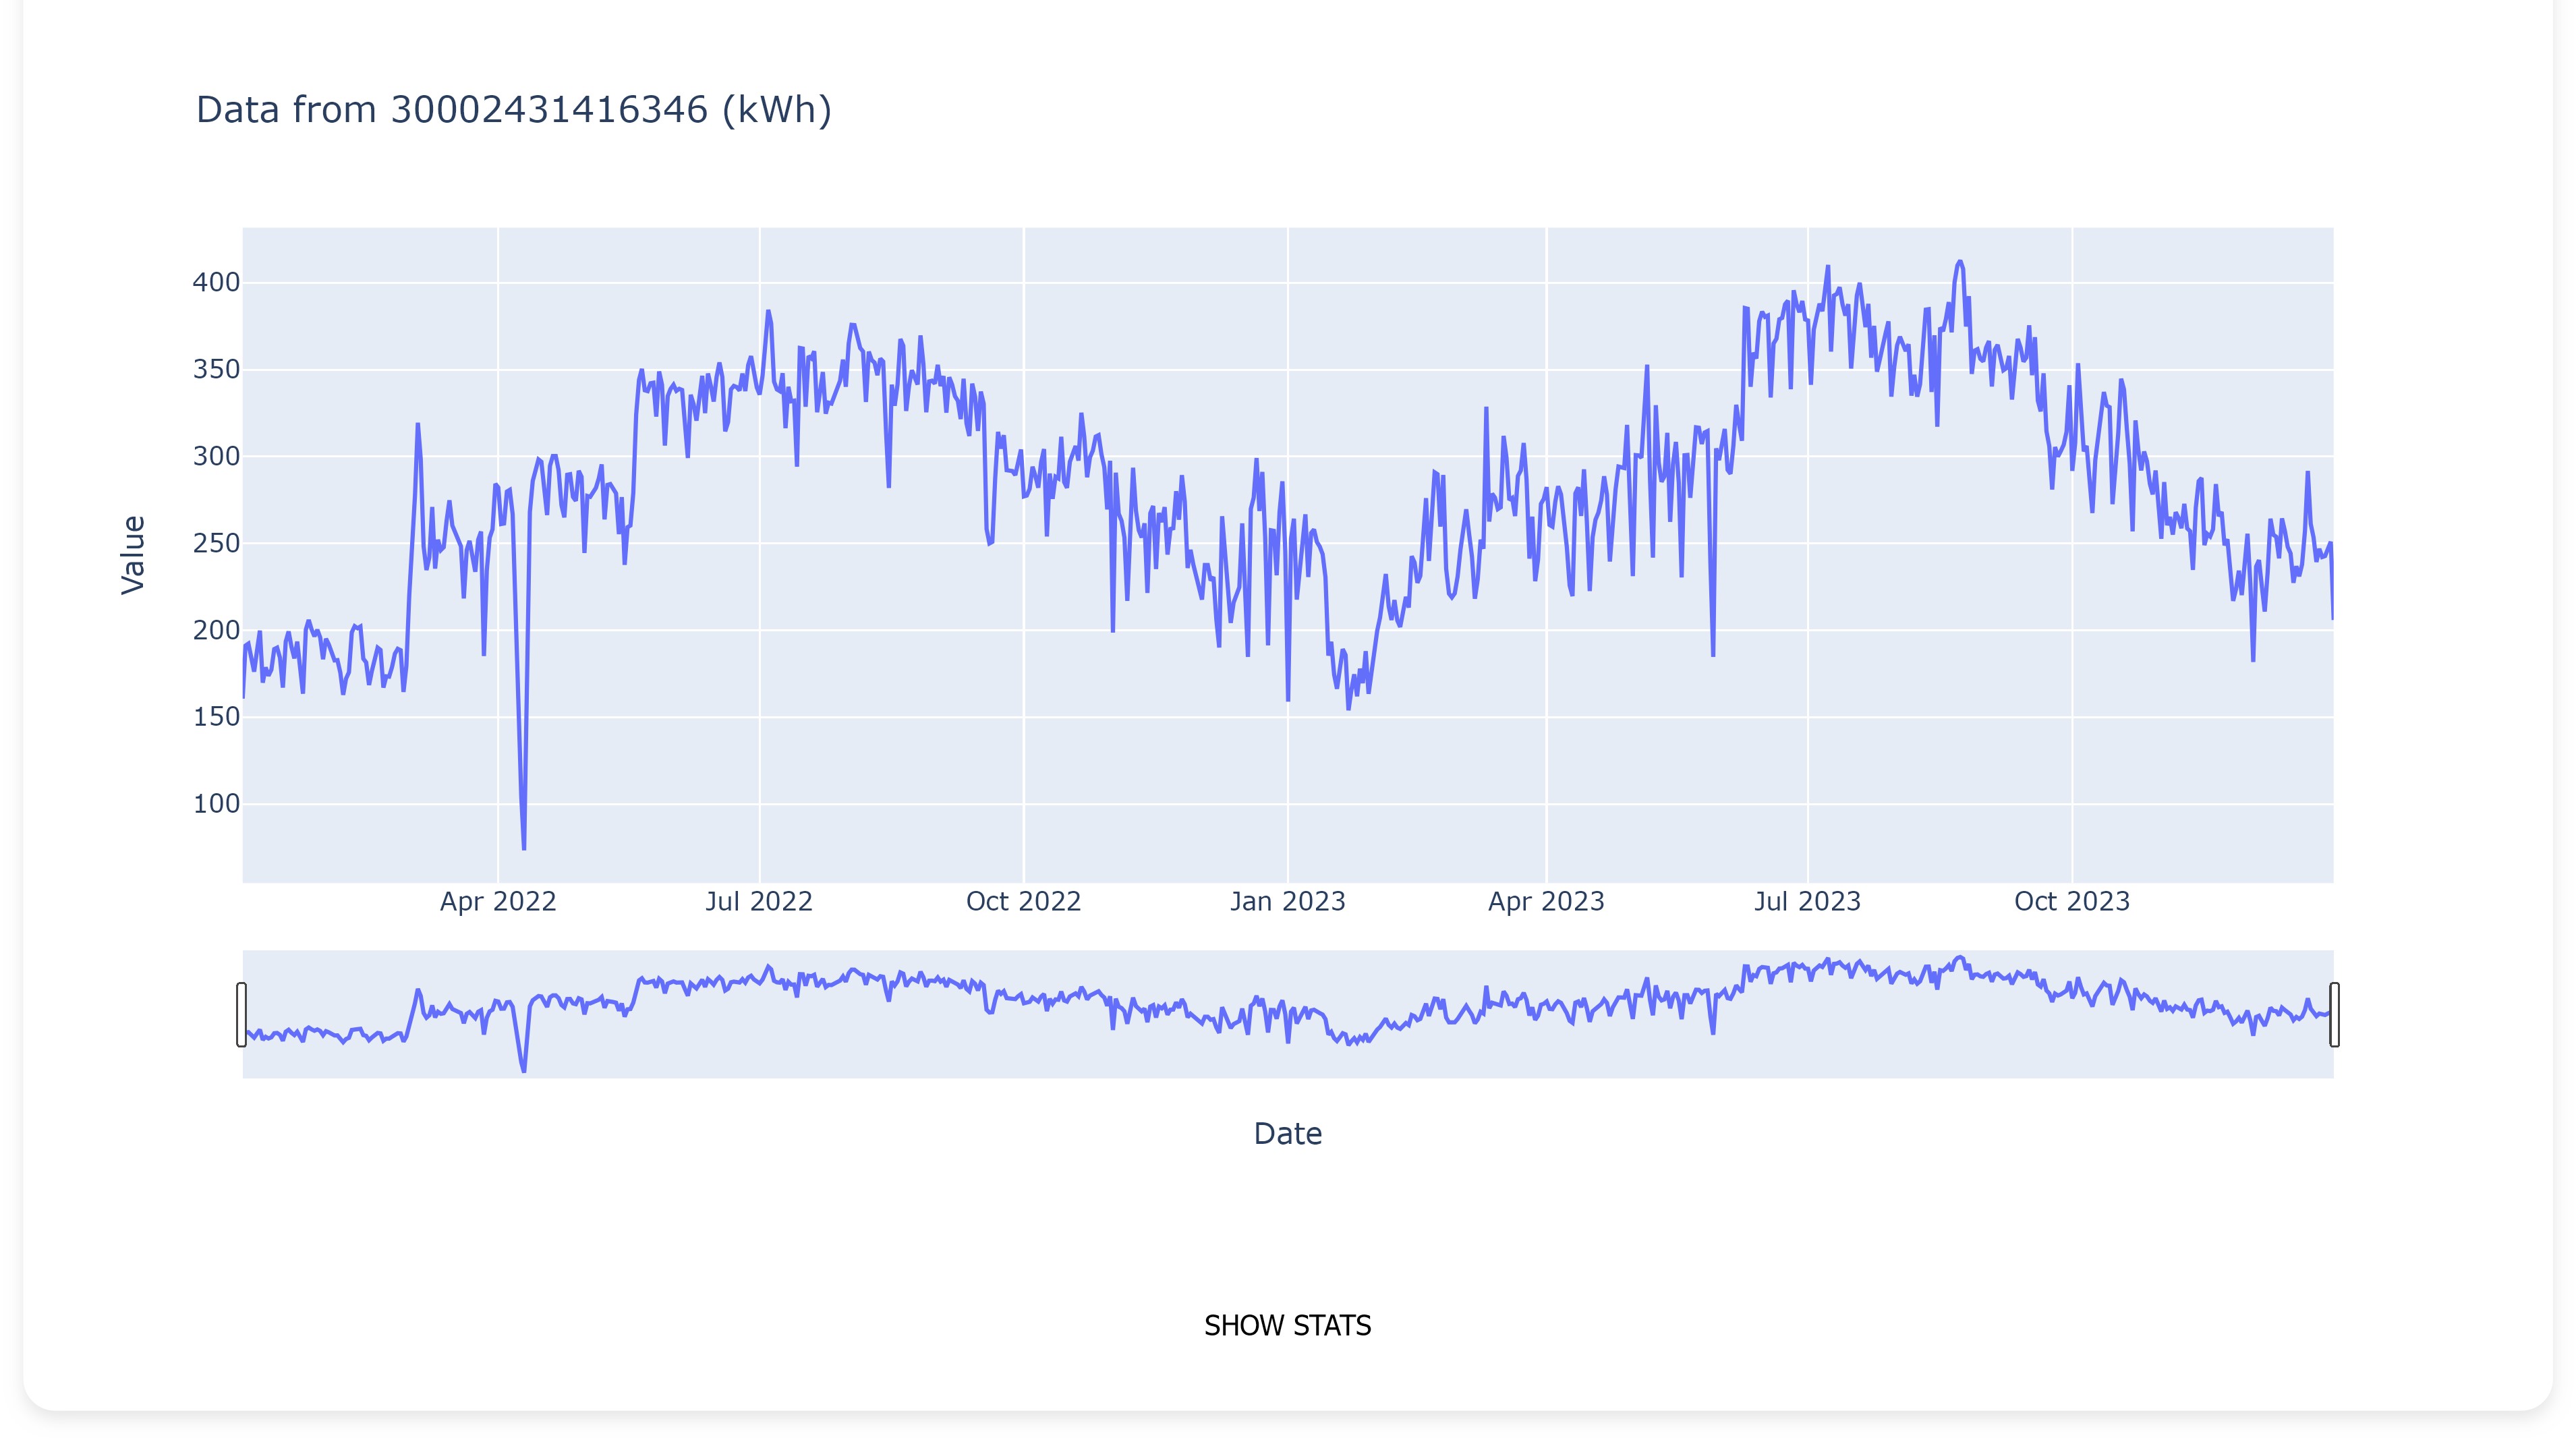 Data from 30002431416346 (kWh)
Value
400
350
300
250
200
150
100
Apr 2022 Jul 2022 Oct 2022 Jan 2023 Apr 2023 Jul 2023 Oct 2023
Date
SHOW STATS